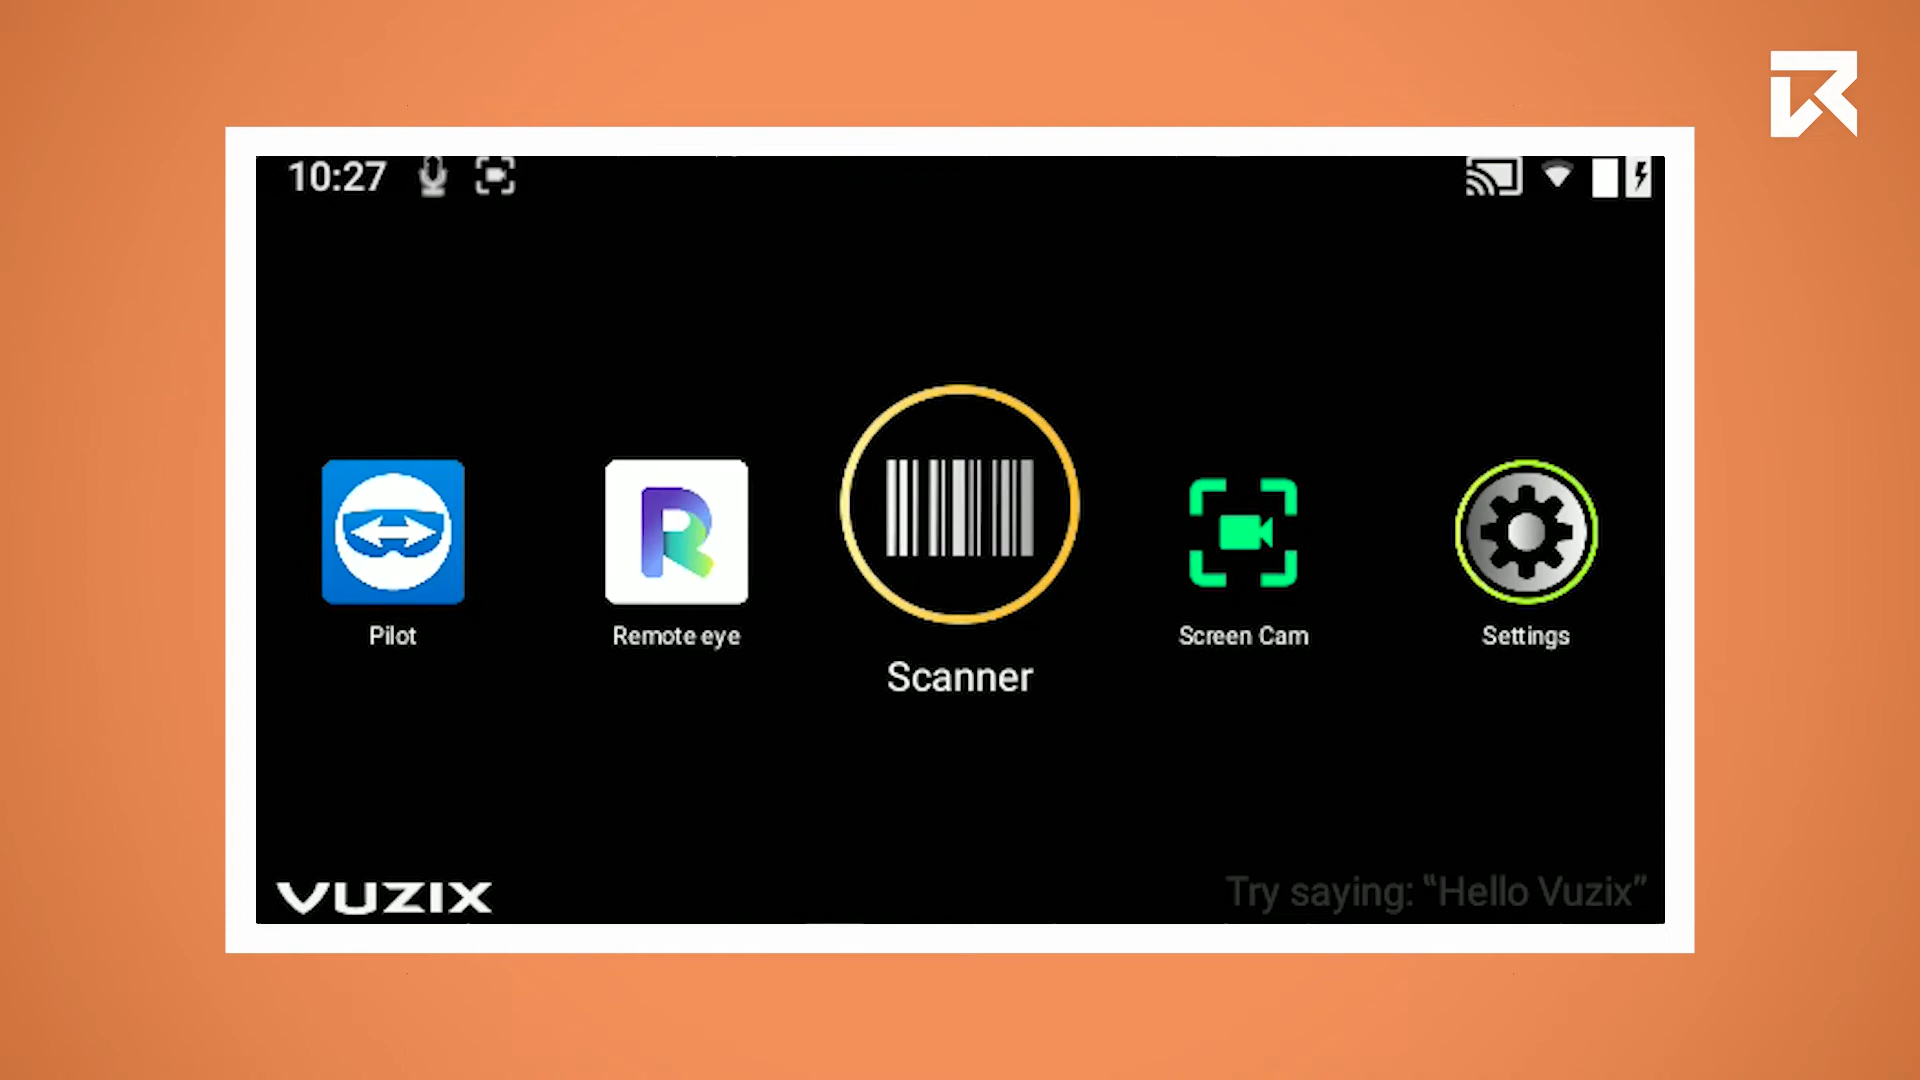 10:27
Pilot
Remote eye
Scanner
Screen Cam
Settings
VUZIX
Try saying: “Hello Vuzix”